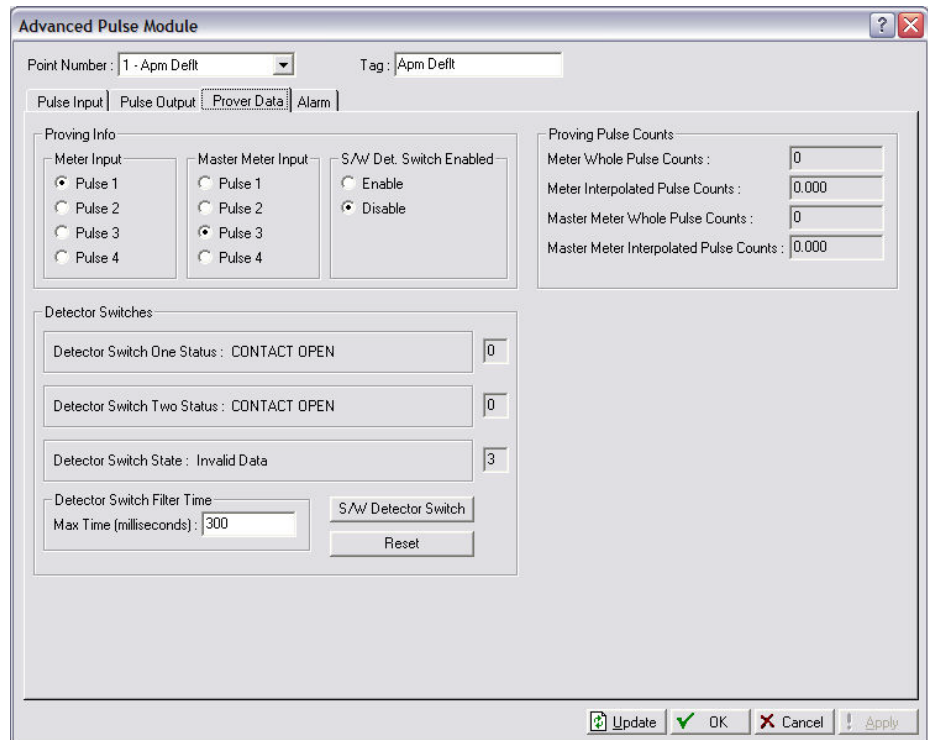 Advanced Pulse Module
Point Number : 1 - Apm Deflt
Tag : Apm Deflt
Pulse Input
Pulse Output
Prover Data
Alarm
Proving Info
Meter Input
Pulse 1
Pulse 2
Pulse 3
Pulse 4
Master Meter Input
Pulse 1
Pulse 2
Pulse 3
Pulse 4
S/W Det. Switch Enabled
Enable
Disable
Proving Pulse Counts
Meter Whole Pulse Counts : 0
Meter Interpolated Pulse Counts : 0.000
Master Meter Whole Pulse Counts : 0
Master Meter Interpolated Pulse Counts : 0.000
Detector Switches
Detector Switch One Status : CONTACT OPEN 0
Detector Switch Two Status : CONTACT OPEN 0
Detector Switch State : Invalid Data 3
Detector Switch Filter Time
Max Time (milliseconds) : 300
S/W Detector Switch
Reset
Update
OK
Cancel
! Apply